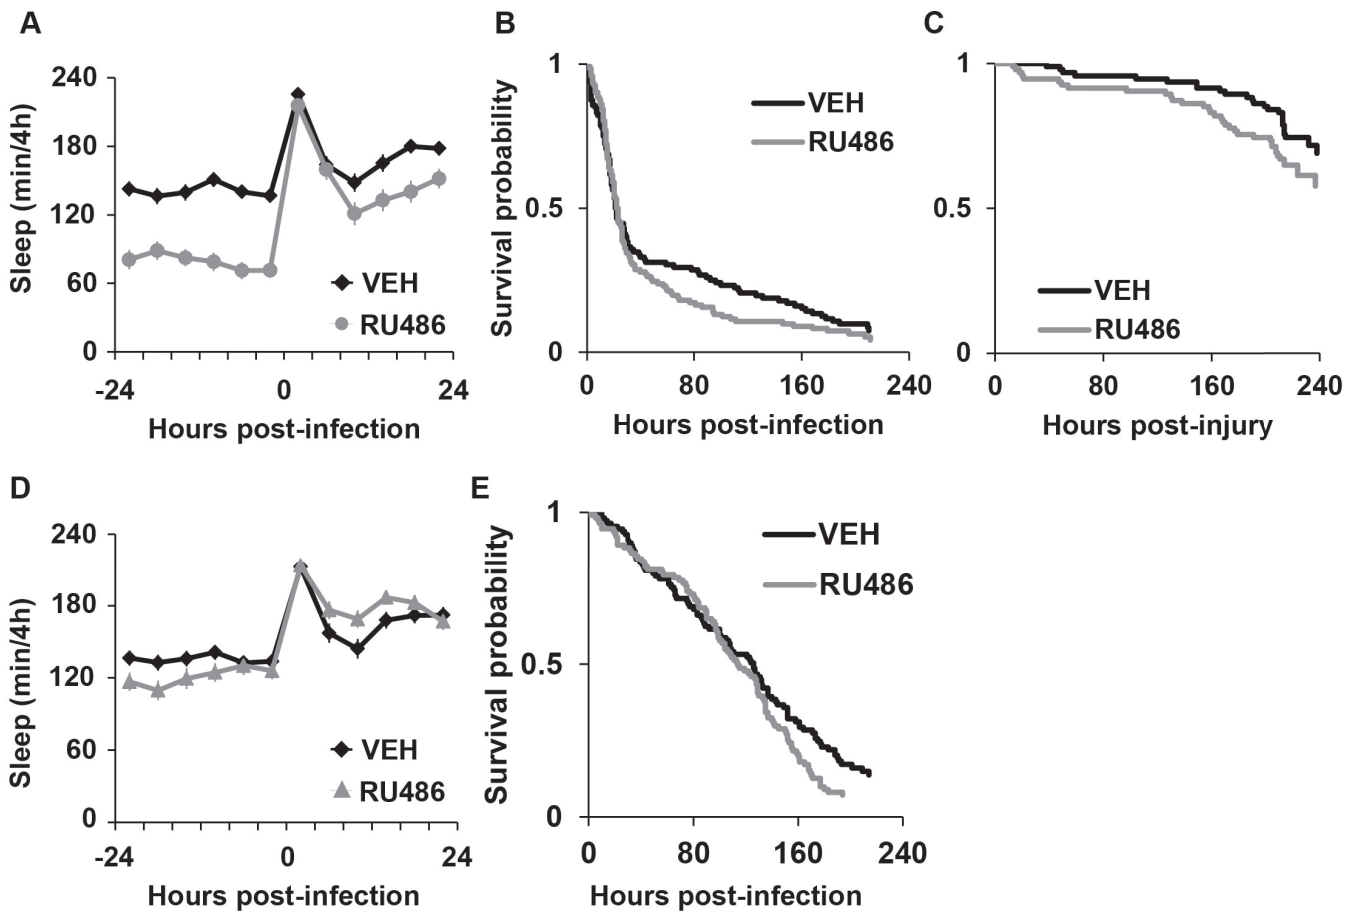 A
Sleep (min/4h)
240
180
120
60
0
-24
0
24
VEH
RU486
Hours post-infection
B
Survival probability
1
0.5
0
0
80
160
240
VEH
RU486
Hours post-infection
C
1
0.5
0
0
80
160
240
VEH
RU486
Hours post-injury
D
Sleep (min/4h)
240
180
120
60
0
-24
0
24
VEH
RU486
Hours post-infection
E
Survival probability
1
0.5
0
0
80
160
240
VEH
RU486
Hours post-infection